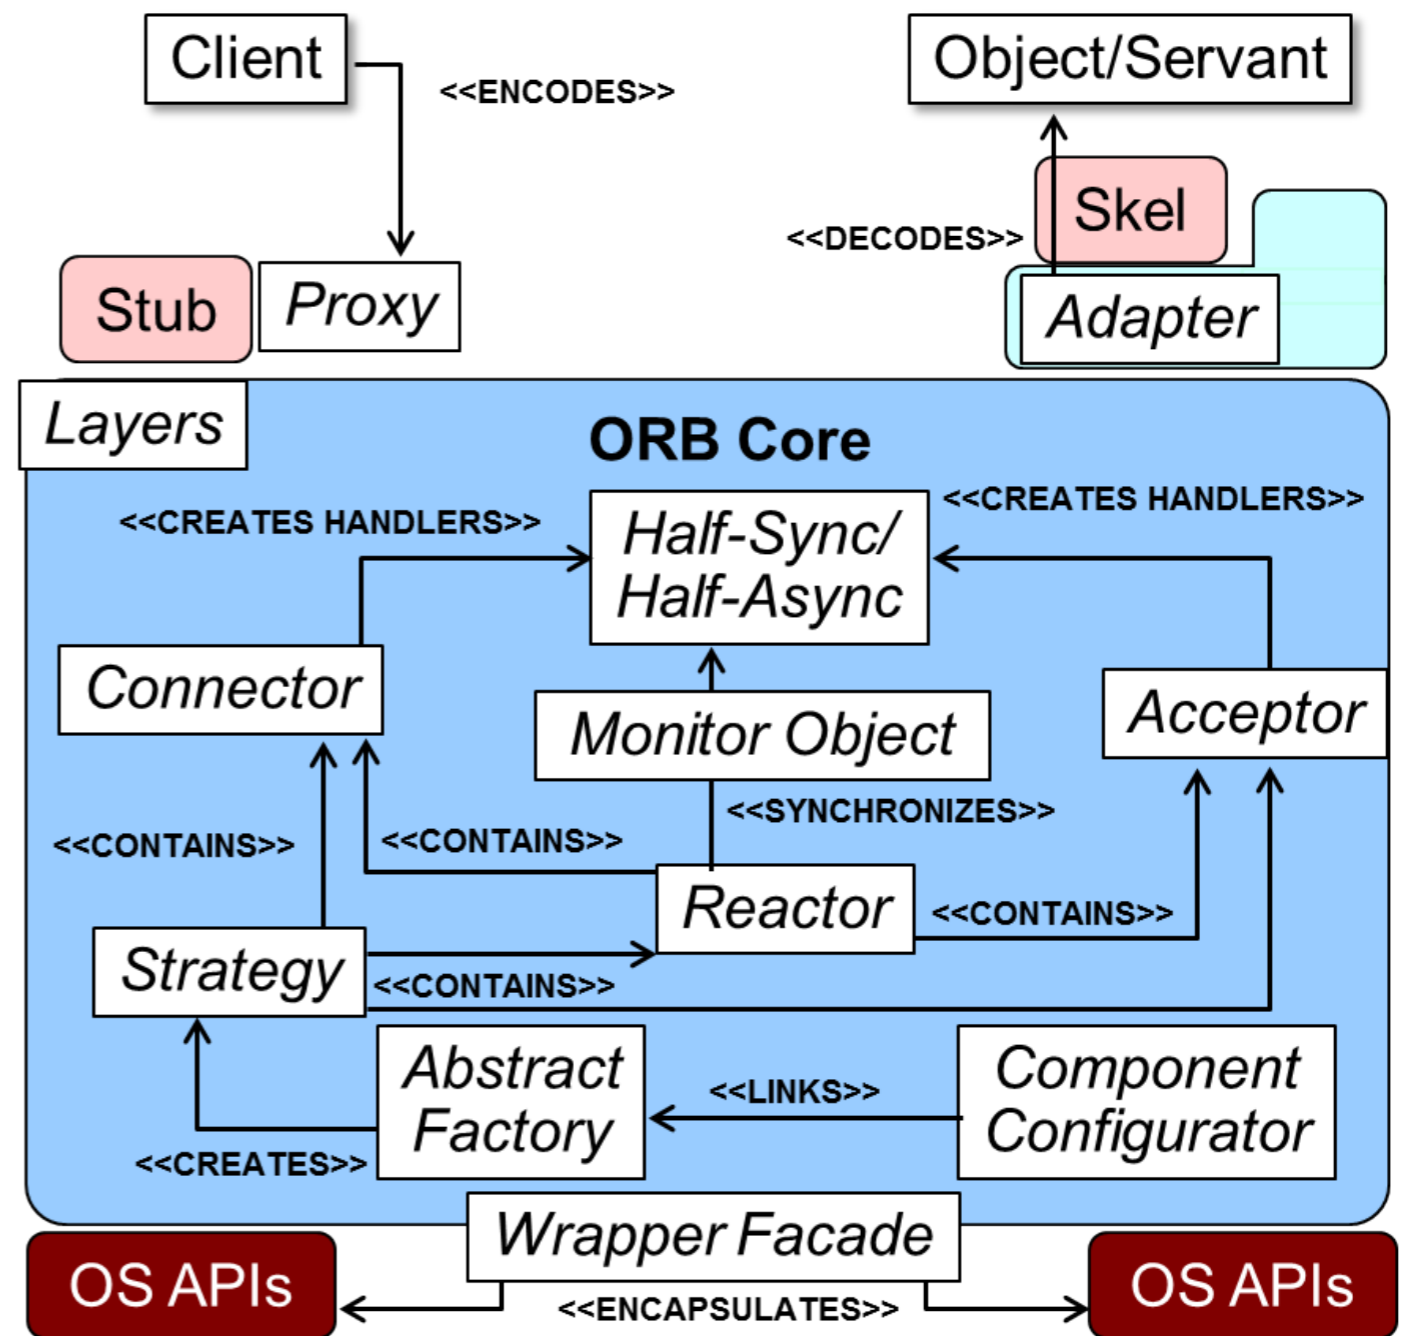 Client
Object/Servant
<<ENCODES>>
Skel
<<DECODES>>
Stub
Proxy
Adapter
Layers
ORB Core
<<CREATES HANDLERS>>
<<CREATES HANDLERS>>
Half-Sync/
Half-Async
Connector
Acceptor
Monitor Object
<<SYNCHRONIZES>>
<<CONTAINS>>
<<CONTAINS>>
Reactor
<<CONTAINS>>
Strategy
<<CONTAINS>>
Abstract
Factory
<<LINKS>>
Component
Configurator
<<CREATES>>
Wrapper Facade
OS APIs
<<ENCAPSULATES>>
OS APIs